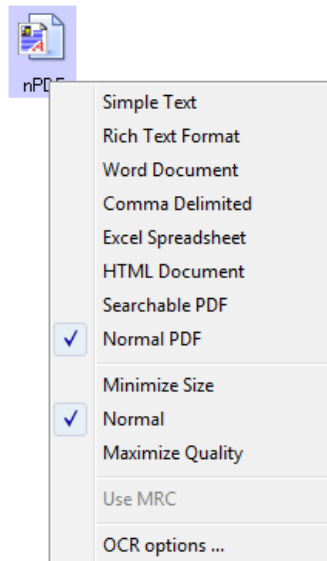 nPDF
Simple Text
Rich Text Format
Word Document
Comma Delimited
Excel Spreadsheet
HTML Document
Searchable PDF
Normal PDF
Minimize Size
Normal
Maximize Quality
Use MRC
OCR options ...